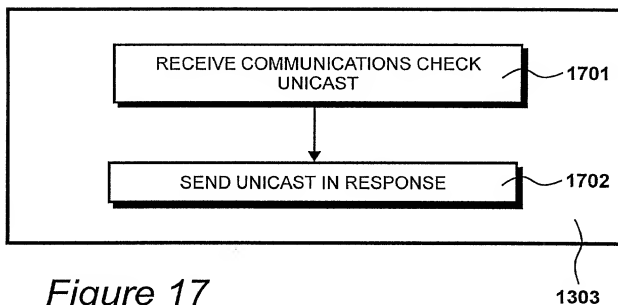 RECEIVE COMMUNICATIONS CHECK
UNICAST
1701
SEND UNICAST IN RESPONSE
1702
Figure 17
1303